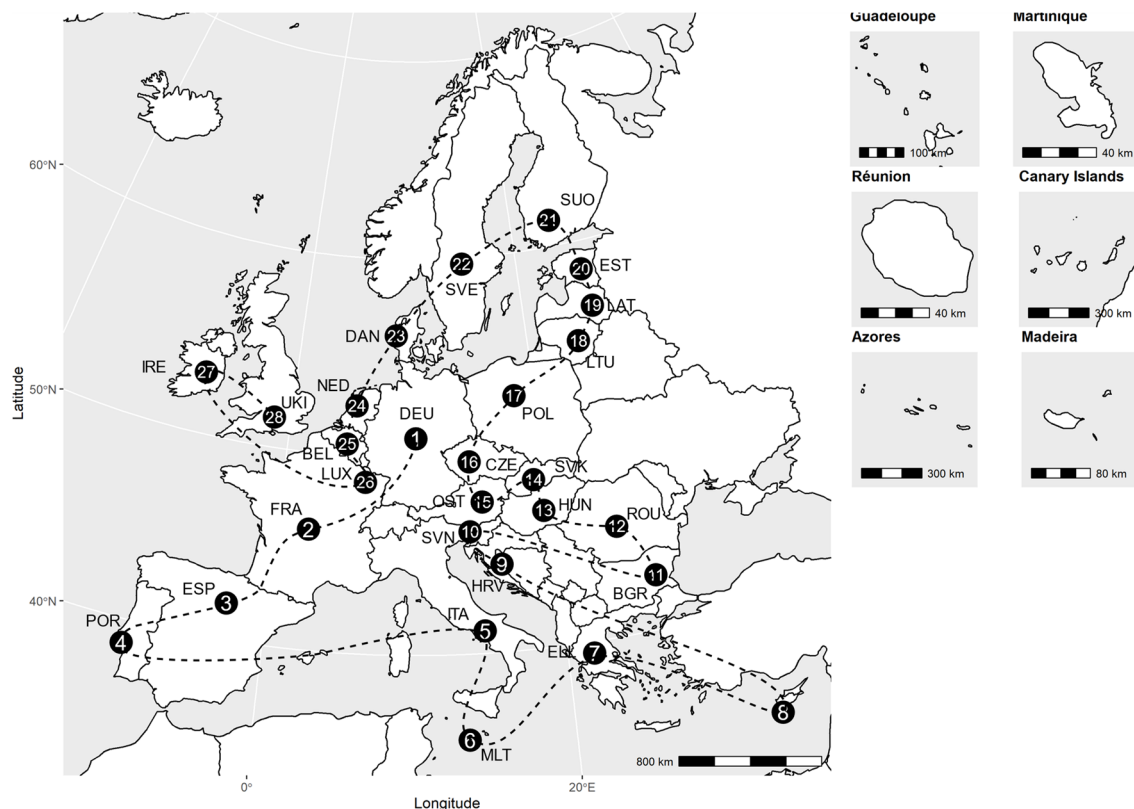 Guadeloupe
Martinique
100 km
40 km
Réunion
Canary Islands
40 km
300 km
Azores
Madeira
300 km
80 km
60°N
50°N
40°N
Latitude
SUO
21
22
SVE
20
EST
19
LAT
DAN
23
18
LTU
IRE
27
NED
24
UKI
28
DEU
1
17
POL
BEL
25
LUX
26
16
CZE
SVK
14
OST
15
HUN
13
FRA
2
SVN
10
ROU
12
9
HRV
11
BGR
ESP
3
POR
4
ITA
5
ELL
7
8
6
MLT
800 km
0°
20°E
Longitude